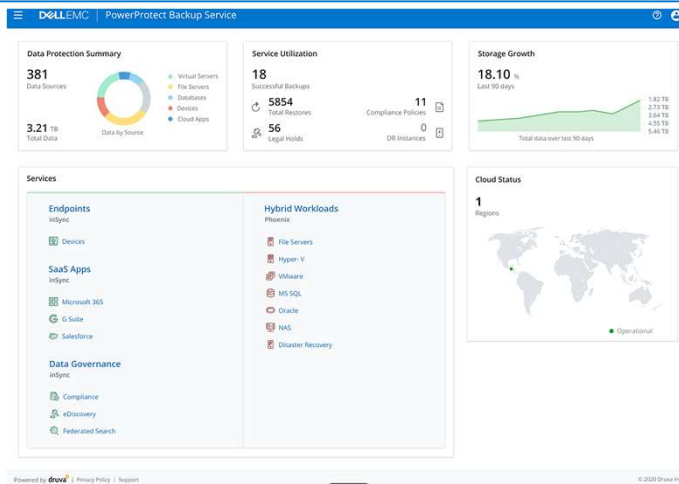 DELLEMC | PowerProtect Backup Service
Data Protection Summary
381
Data Sources
3.21 TB
Total Data
Data by Source
Virtual Servers
File Servers
Databases
Devices
Cloud Apps
Service Utilization
18
Successful Backups
5854
Total Restores
11
Compliance Policies
56
Legal Holds
0
DR Instances
Storage Growth
18.10 %
Last 90 days
1.82 TB
2.73 TB
3.64 TB
4.55 TB
5.46 TB
Total data over last 90 days
Services
Endpoints
inSync
Devices
SaaS Apps
inSync
Microsoft 365
G Suite
Salesforce
Data Governance
inSync
Compliance
eDiscovery
Federated Search
Hybrid Workloads
Phoenix
File Servers
Hyper- V
VMware
MS SQL
Oracle
NAS
Disaster Recovery
Cloud Status
1
Regions
Operational
Powered by druva | Privacy Policy | Support
© 2020 Druva